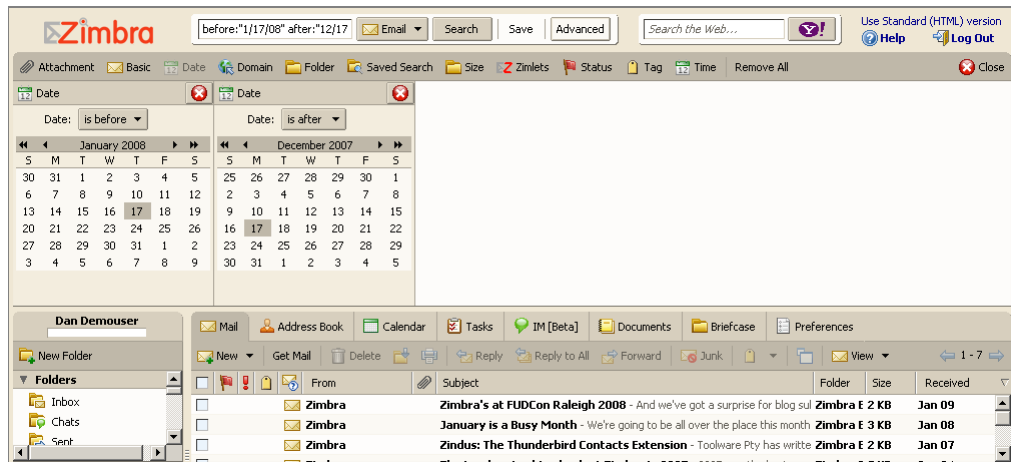 Zimbra
before:"1/17/08" after:"12/17 Email Search Save Advanced Search the Web... Y! Use Standard (HTML) version
Help Log Out
Attachment Basic Date Domain Folder Saved Search Size Zimlets Status Tag Time Remove All Close
Date Date
Date: is before Date: is after
January 2008 December 2007
S M T W T F S S M T W T F S
30 31 1 2 3 4 5 25 26 27 28 29 30 1
6 7 8 9 10 11 12 2 3 4 5 6 7 8
13 14 15 16 17 18 19 9 10 11 12 13 14 15
20 21 22 23 24 25 26 16 17 18 19 20 21 22
27 28 29 30 31 1 2 23 24 25 26 27 28 29
3 4 5 6 7 8 9 30 31 1 2 3 4 5
Dan Demouser Mail Address Book Calendar Tasks IM [Beta] Documents Briefcase Preferences
New Folder New Get Mail Delete Reply Reply to All Forward Junk View 1 - 7
Folders From Subject Folder Size Received
Inbox Zimbra Zimbra's at FUDCon Raleigh 2008 - And we've got a surprise for blog sul Zimbra E 2 KB Jan 09
Chats Zimbra January is a Busy Month - We're going to be all over the place this month Zimbra E 3 KB Jan 08
Sent Zimbra Zindus: The Thunderbird Contacts Extension - Toolware Pty has writte Zimbra E 2 KB Jan 07